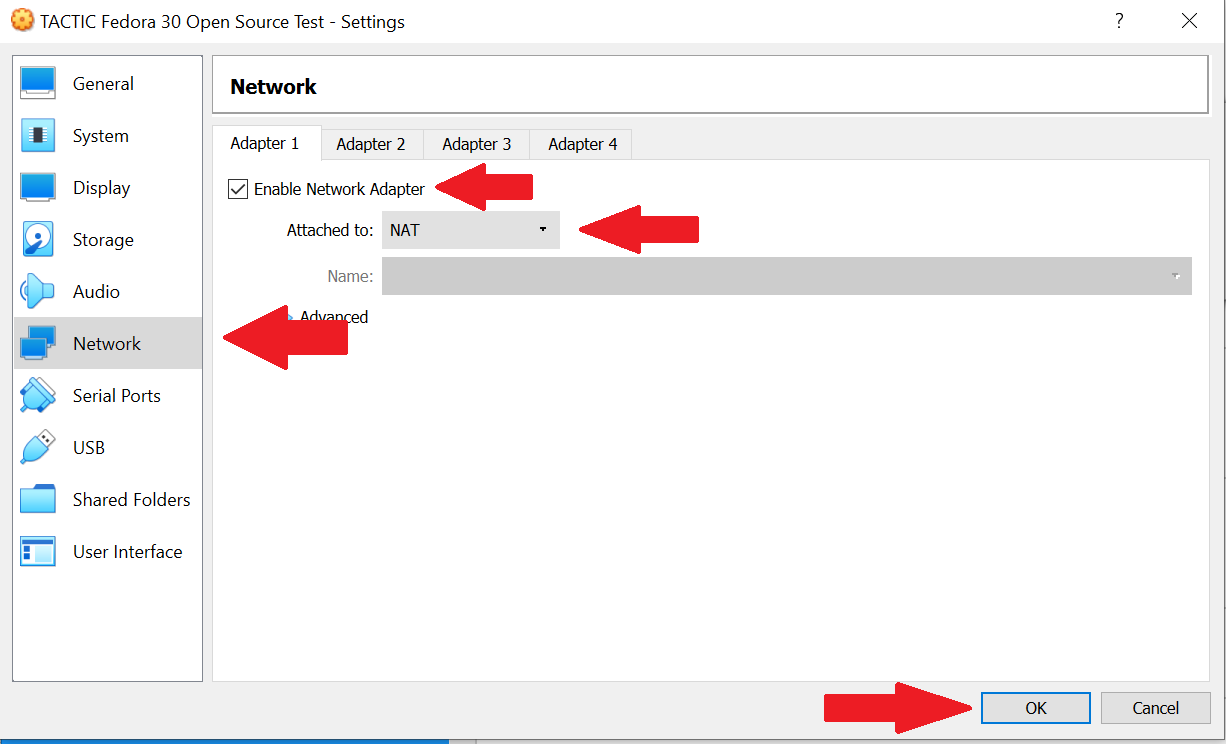 TACTIC Fedora 30 Open Source Test - Settings
?
General
System
Display
Storage
Audio
Network
Serial Ports
USB
Shared Folders
User Interface
Network
Adapter 1
Adapter 2
Adapter 3
Adapter 4
Enable Network Adapter
Attached to: NAT
Name:
Advanced
OK
Cancel